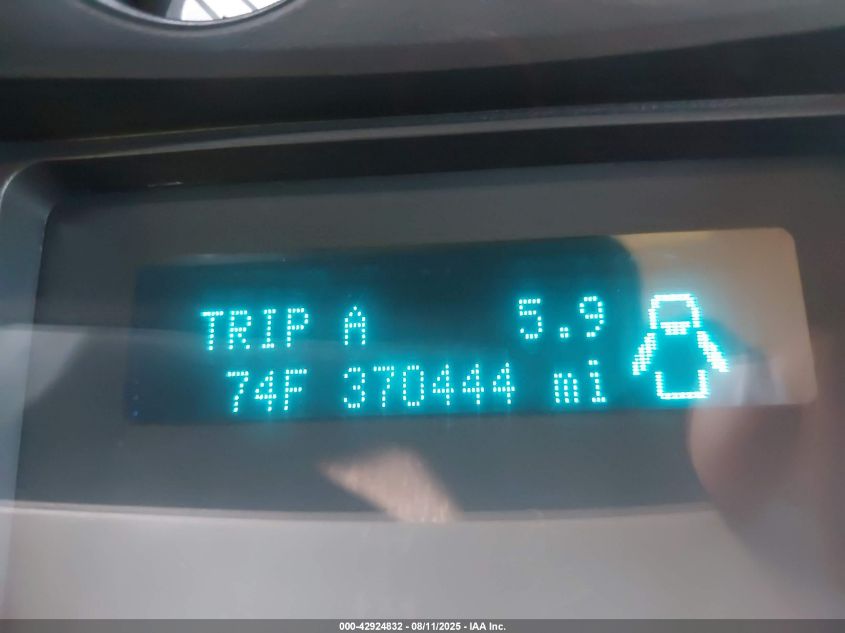 TRIP A 5.9
74F 370444 mi
000-42924832 - 08/11/2025 - IAA Inc.